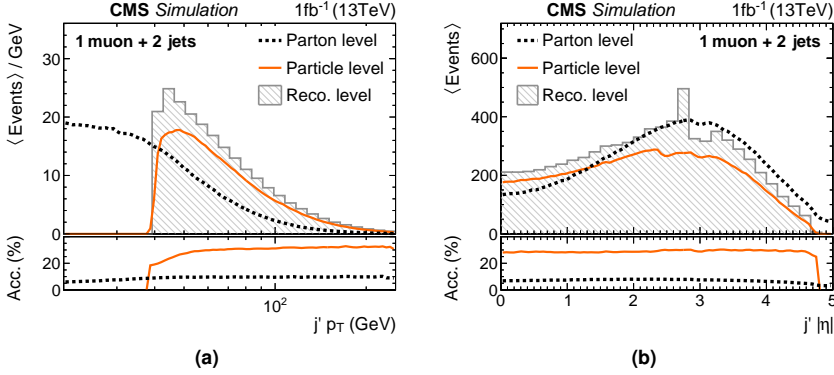 CMS Simulation 1fb⁻¹ (13TeV)
⟨Events⟩ / GeV
1 muon + 2 jets
Parton level
Particle level
Reco. level
30
20
10
0
Acc. (%)
20
0
10²
j' pT (GeV)
(a)
CMS Simulation 1fb⁻¹ (13TeV)
⟨Events⟩
Parton level 1 muon + 2 jets
Particle level
Reco. level
600
400
200
0
Acc. (%)
20
0
0 1 2 3 4 5
j' |η|
(b)